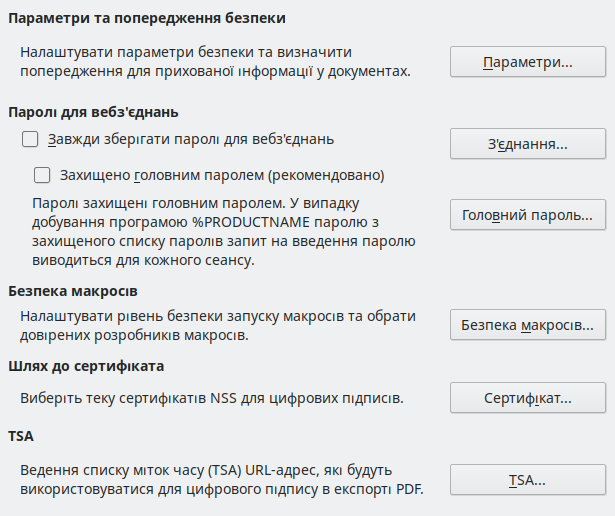 Параметри та попередження безпеки
Налаштувати параметри безпеки та визначити
попередження для прихованої інформації у документах.
Параметри...
Паролі для вебз'єднань
Завжди зберігати паролі для вебз'єднань
З'єднання...
Захищено головним паролем (рекомендовано)
Паролі захищені головним паролем. У випадку
добування програмою %PRODUCTNAME паролю з
захищеного списку паролів запит на введення паролю
виводиться для кожного сеансу.
Головний пароль...
Безпека макросів
Налаштувати рівень безпеки запуску макросів та обрати
довірених розробників макросів.
Безпека макросів...
Шлях до сертифіката
Виберіть теку сертифікатів NSS для цифрових підписів.
Сертифікат...
TSA
Ведення списку міток часу (TSA) URL-адрес, які будуть
використовуватися для цифрового підпису в експорті PDF.
TSA...